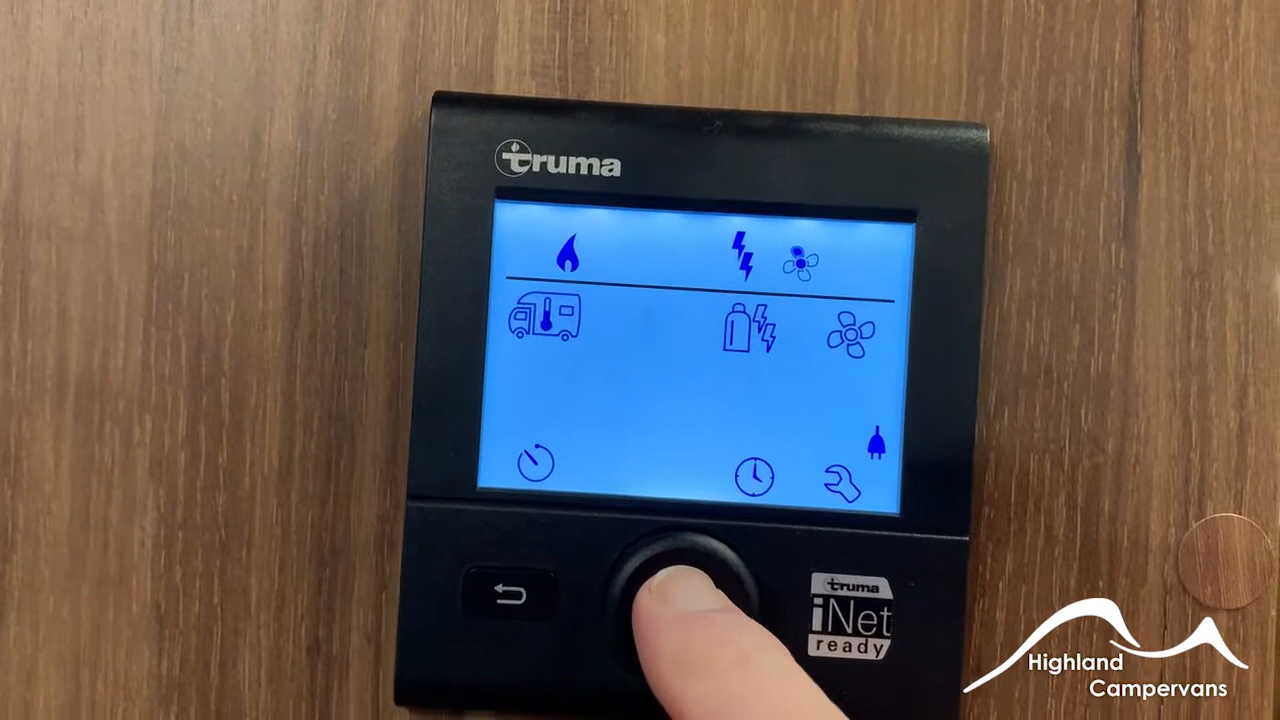 truma
truma
iNet
ready
Highland
Campervans